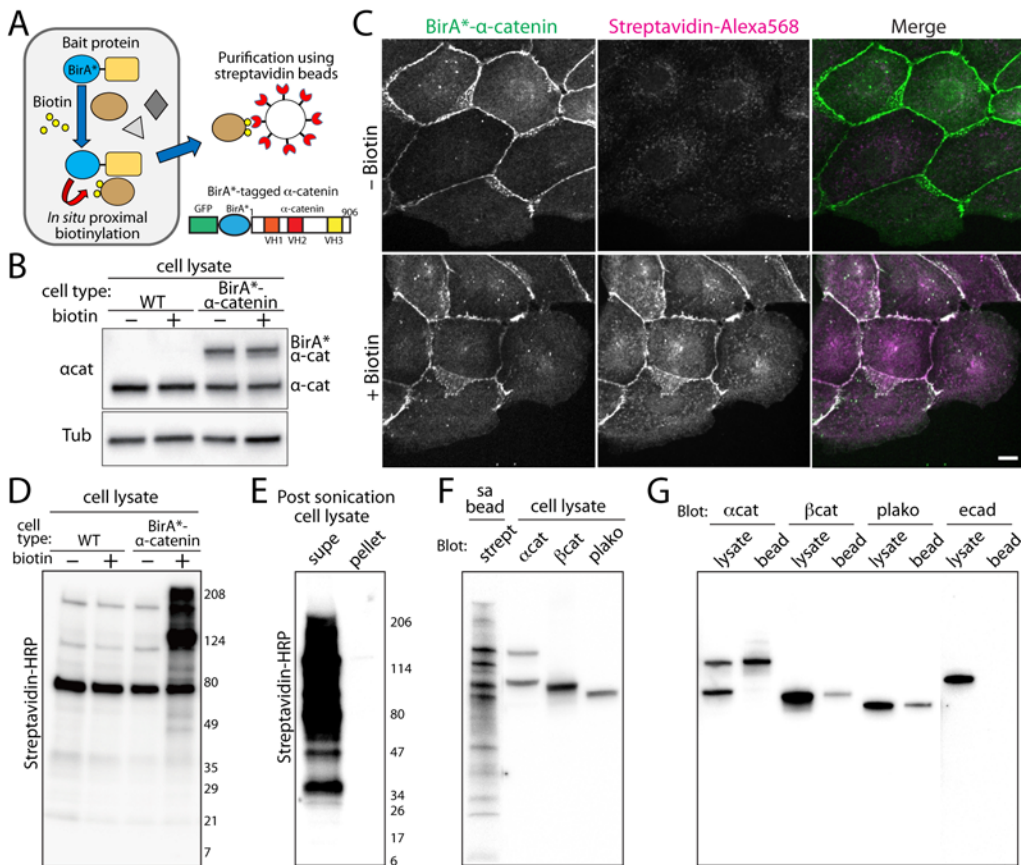 A
Bait protein
BirA*
Biotin
In situ proximal
biotinylation
Purification using
streptavidin beads
BirA*-tagged α-catenin
GFP BirA* 1 α-catenin 906
VH1 VH2 VH3
B
cell lysate
cell type: WT BirA*-
α-catenin
biotin − + − +
αcat
BirA*
α-cat
α-cat
Tub
C
BirA*-α-catenin Streptavidin-Alexa568 Merge
− Biotin
+ Biotin
D
cell lysate
cell
type: WT BirA*-
α-catenin
biotin − + − +
Streptavidin-HRP
208
124
80
49
35
29
21
7
E
Post sonication
cell lysate
supe pellet
Streptavidin-HRP
206
114
80
47
34
26
17
6
F
sa
bead cell lysate
Blot: strept αcat βcat plako
G
Blot: αcat βcat plako ecad
lysate bead lysate bead lysate bead lysate bead